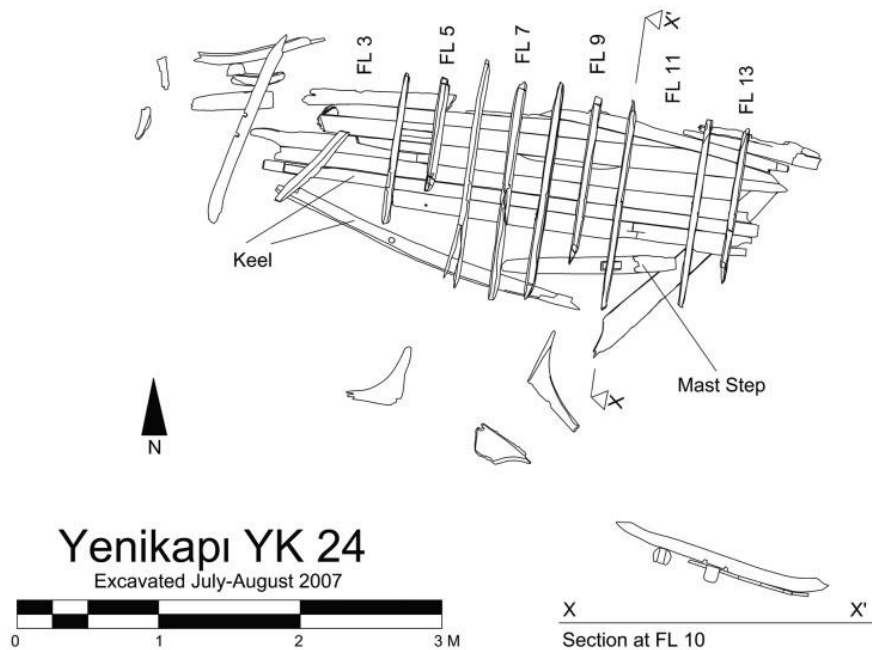 X'
FL 3
FL 5
FL 7
FL 9
FL 11
FL 13
Keel
Mast Step
X
N
Yenikapı YK 24
Excavated July-August 2007
0 1 2 3 M
X X'
Section at FL 10